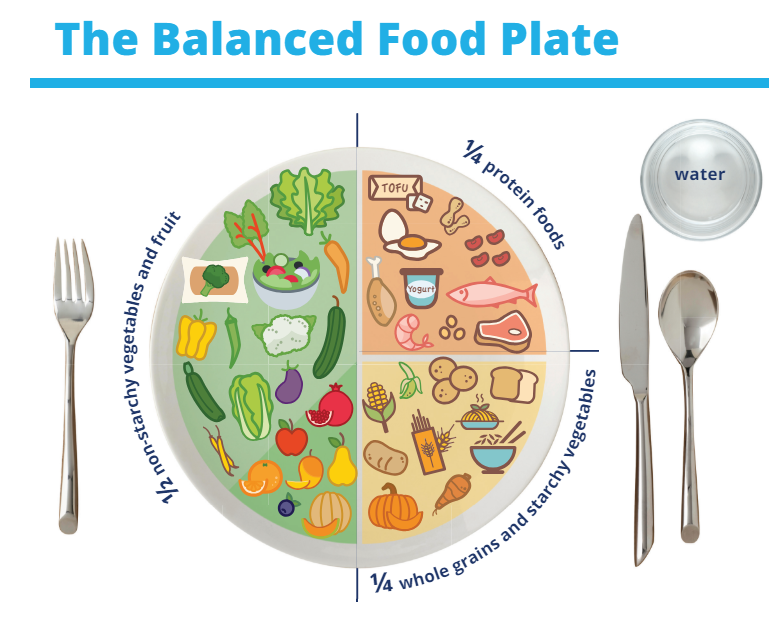 The Balanced Food Plate
½ non-starchy vegetables and fruit
¼ protein foods
water
TOFU
Yogurt
¼ whole grains and starchy vegetables